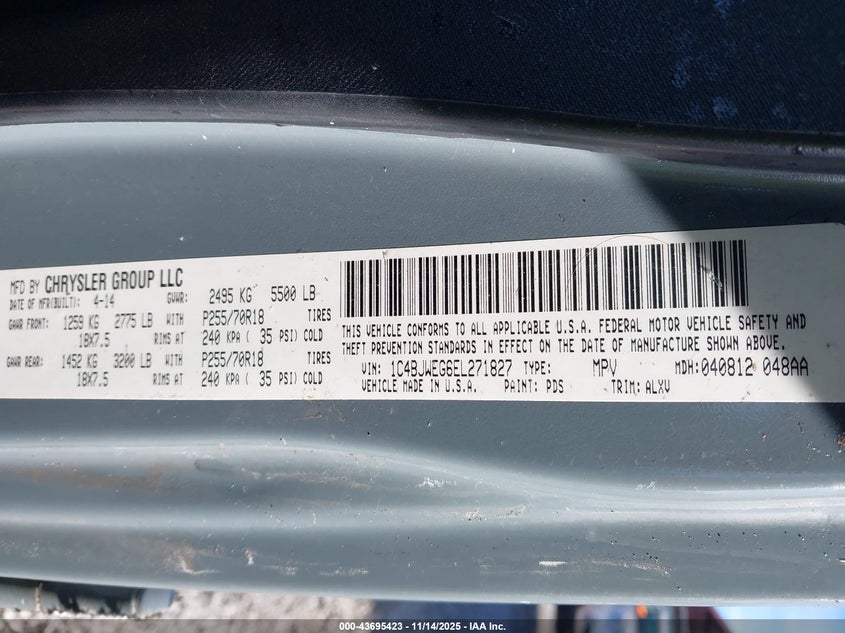 MFD BY CHRYSLER GROUP LLC
DATE OF MFR(BUILT): 4-14 GVWR: 2495 KG 5500 LB
GAWR FRONT: 1259 KG 2775 LB WITH P255/70R18 TIRES
18X7.5 RIMS AT 240 KPA ( 35 PSI) COLD
GAWR REAR: 1452 KG 3200 LB WITH P255/70R18 TIRES
18X7.5 RIMS AT 240 KPA ( 35 PSI) COLD
THIS VEHICLE CONFORMS TO ALL APPLICABLE U.S.A. FEDERAL MOTOR VEHICLE SAFETY AND
THEFT PREVENTION STANDARDS IN EFFECT ON THE DATE OF MANUFACTURE SHOWN ABOVE.
VIN: 1C4BJWEG6EL271827 TYPE: MPV MDH: 040812 048AA
VEHICLE MADE IN U.S.A. PAINT: PDS TRIM: ALXV
000-43695423 - 11/14/2025 - IAA Inc.